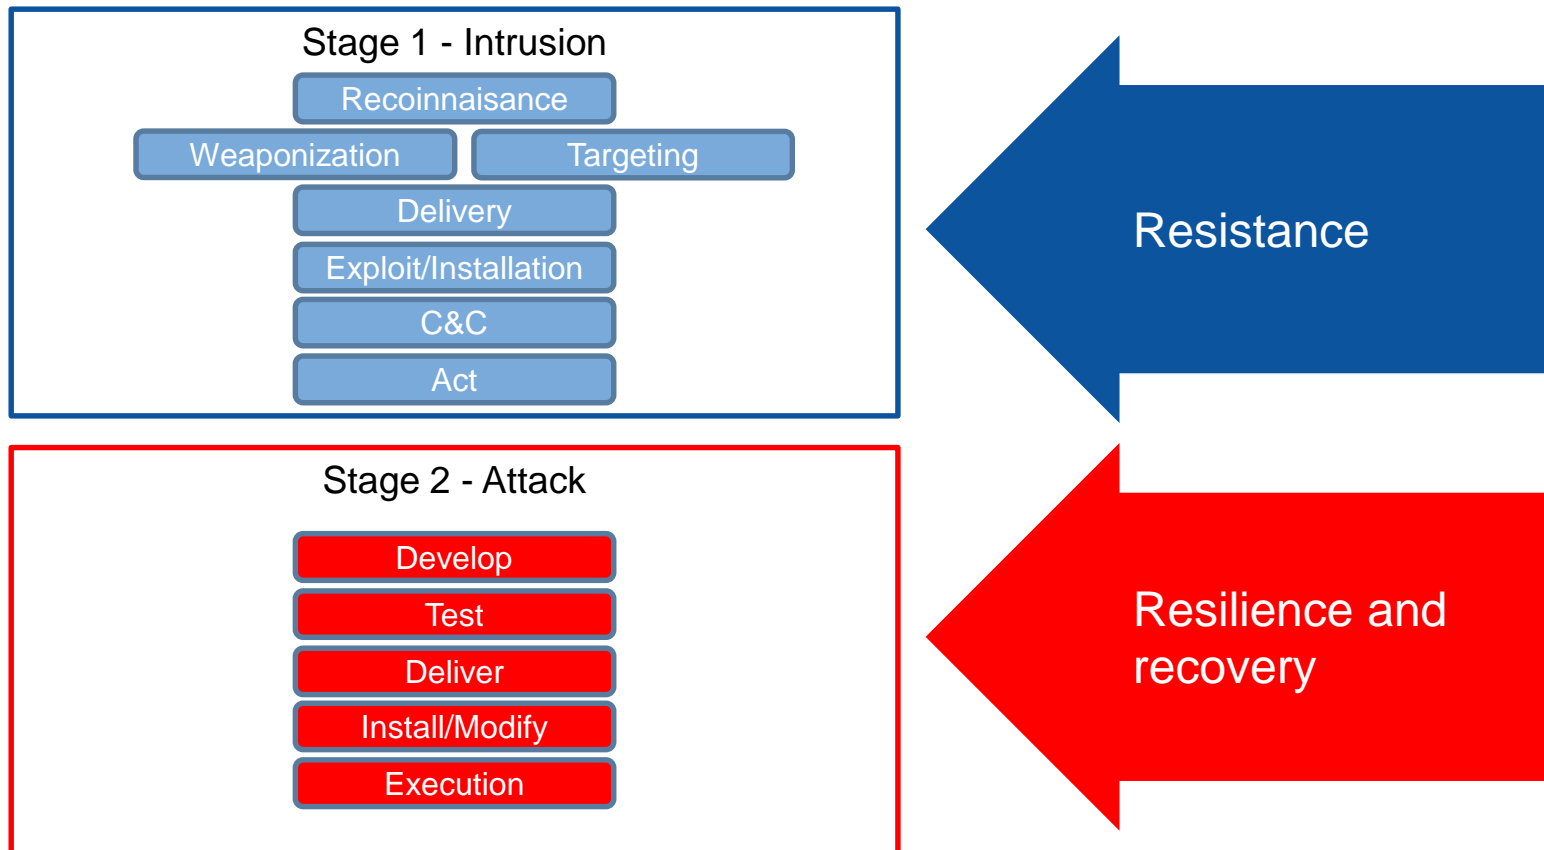 Stage 1 - Intrusion
Recoinnaisance
Weaponization
Targeting
Delivery
Exploit/Installation
C&C
Act
Resistance
Stage 2 - Attack
Develop
Test
Deliver
Install/Modify
Execution
Resilience and
recovery